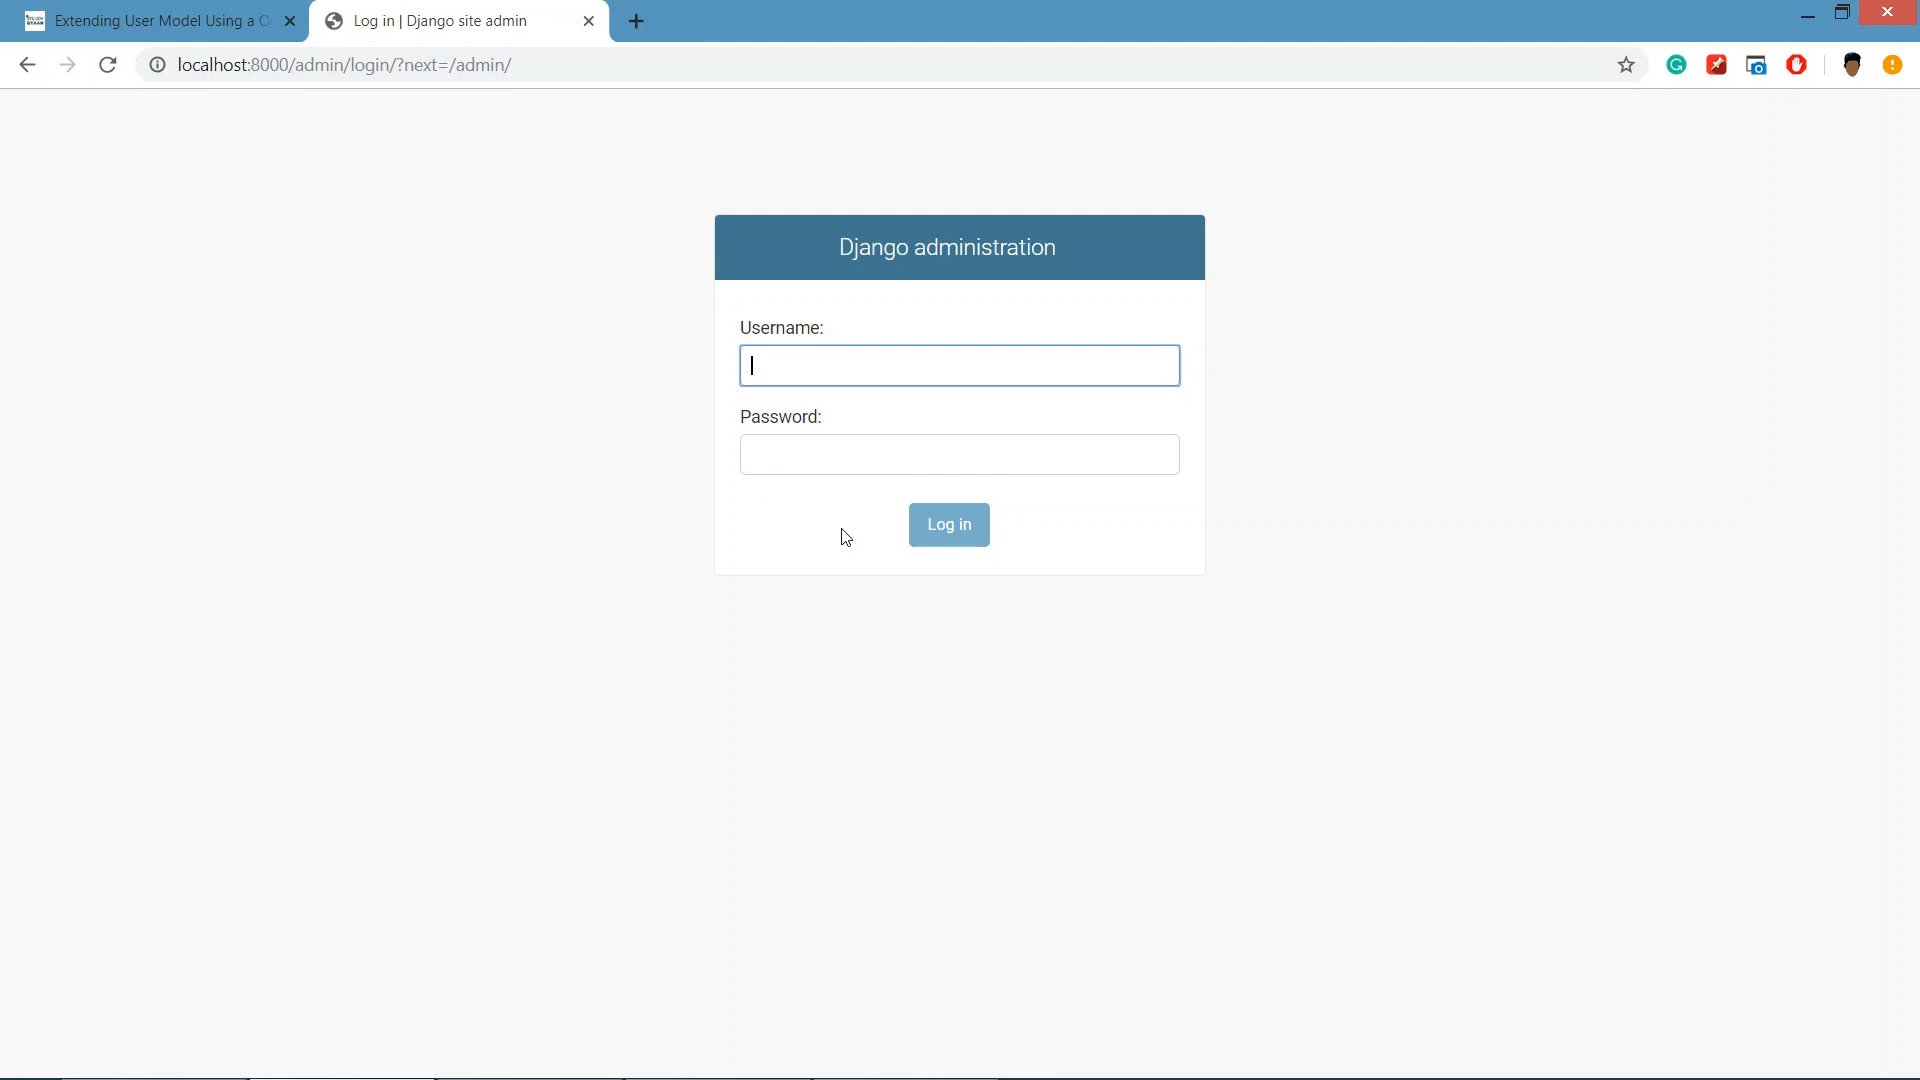 Extending User Model Using a O
Log in | Django site admin
localhost:8000/admin/login/?next=/admin/
Django administration
Username:
Password:
Log in